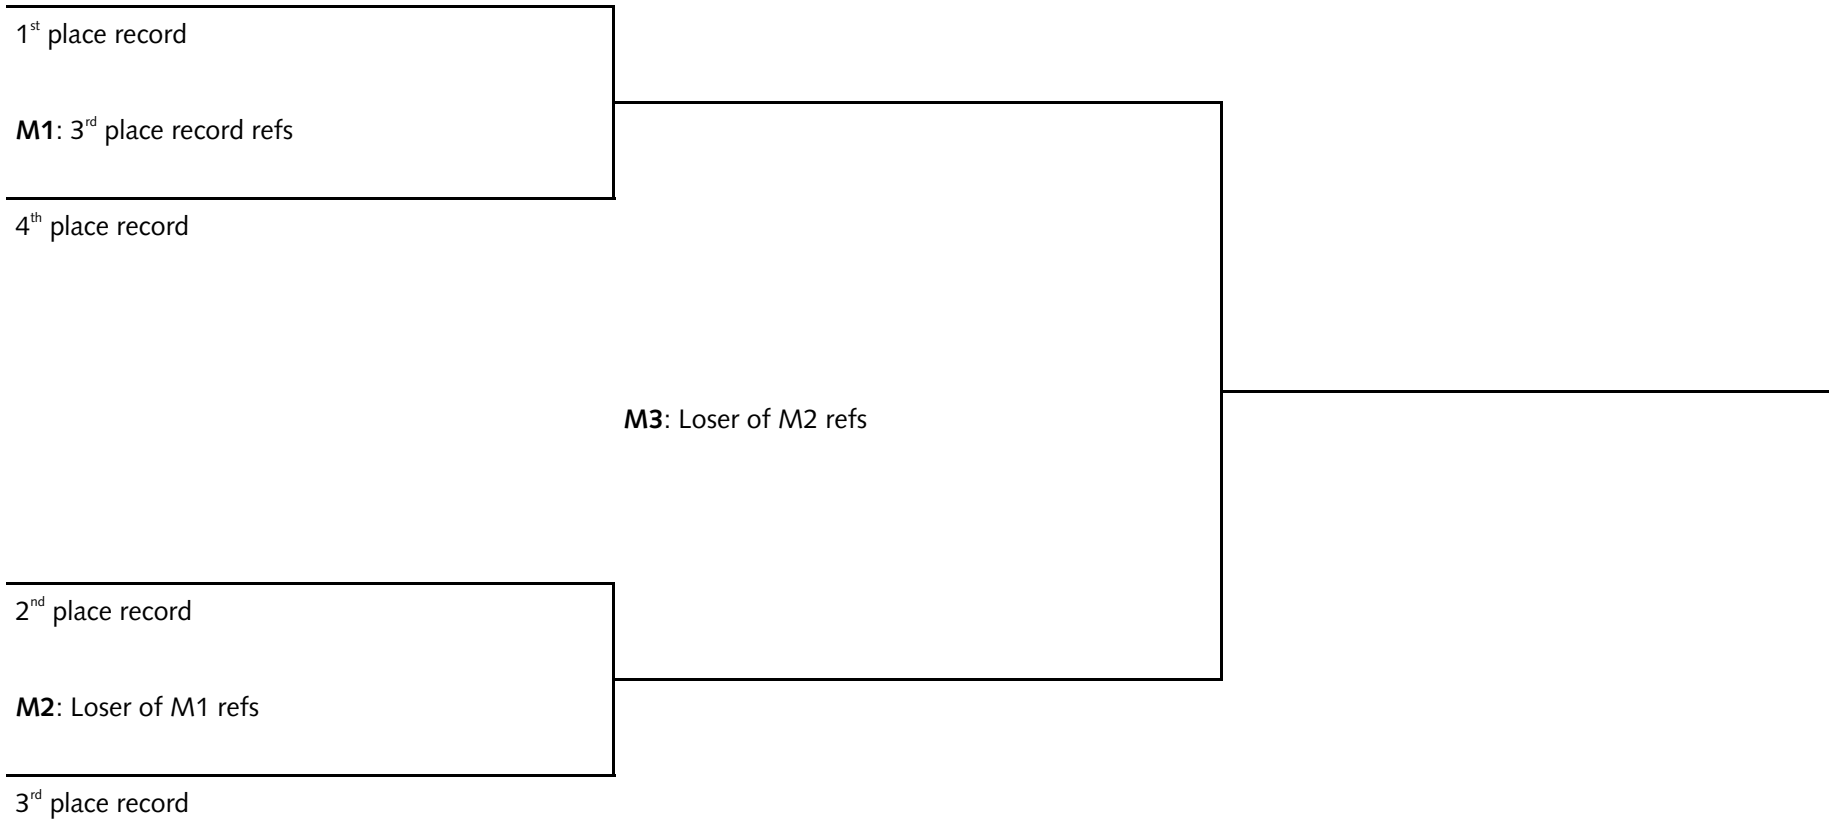 1st place record
M1: 3rd place record refs
4th place record
M3: Loser of M2 refs
2nd place record
M2: Loser of M1 refs
3rd place record